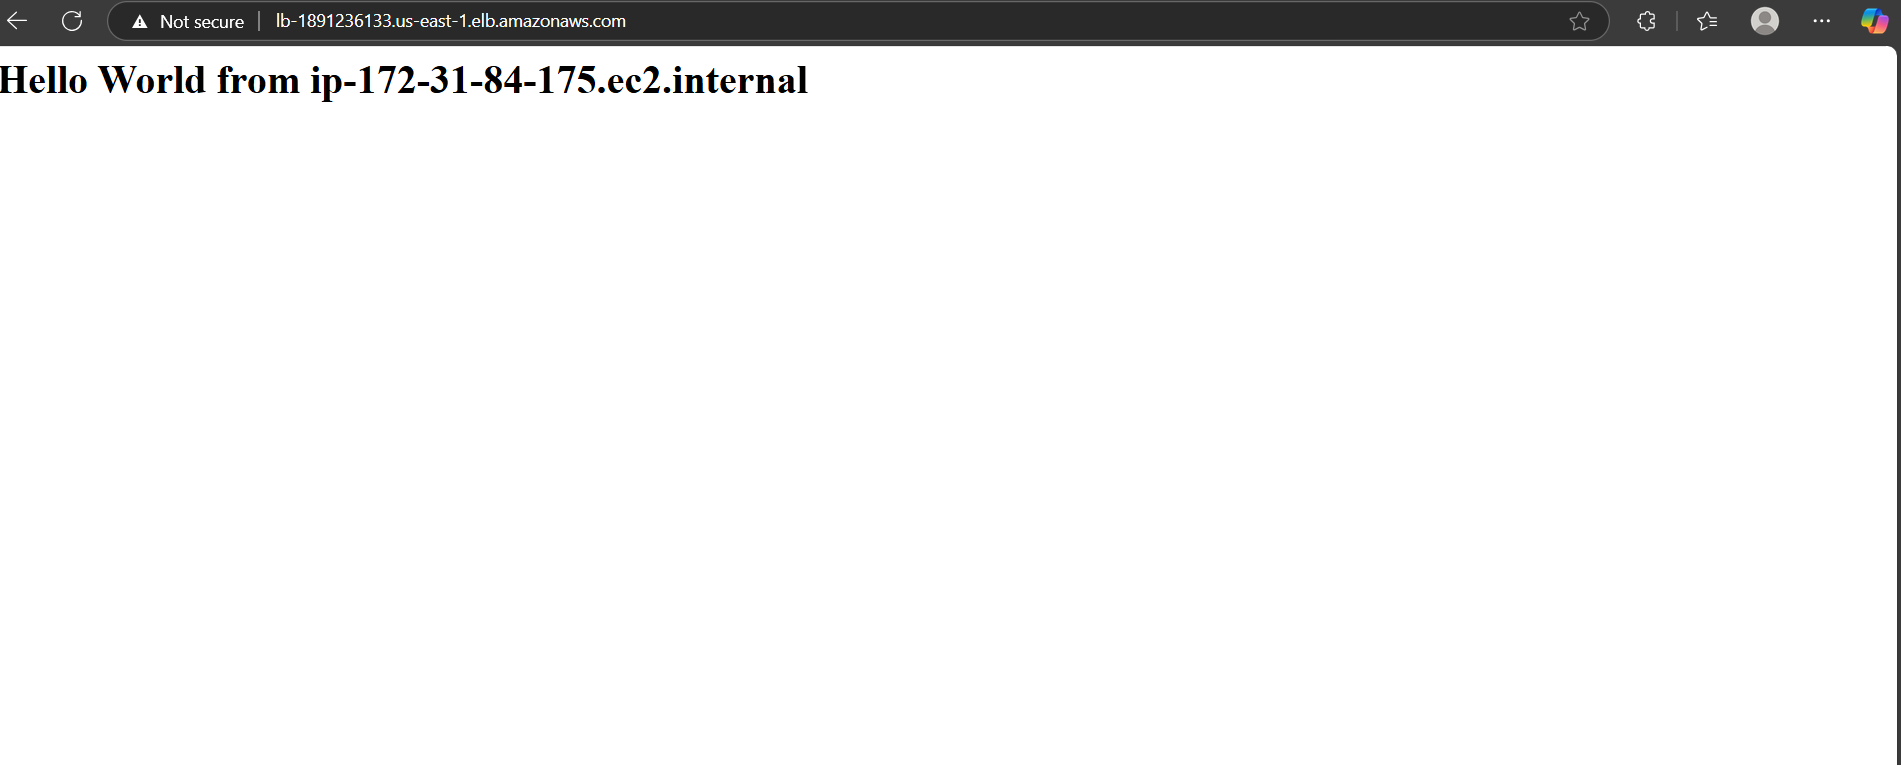 Not secure
lb-1891236133.us-east-1.elb.amazonaws.com
Hello World from ip-172-31-84-175.ec2.internal